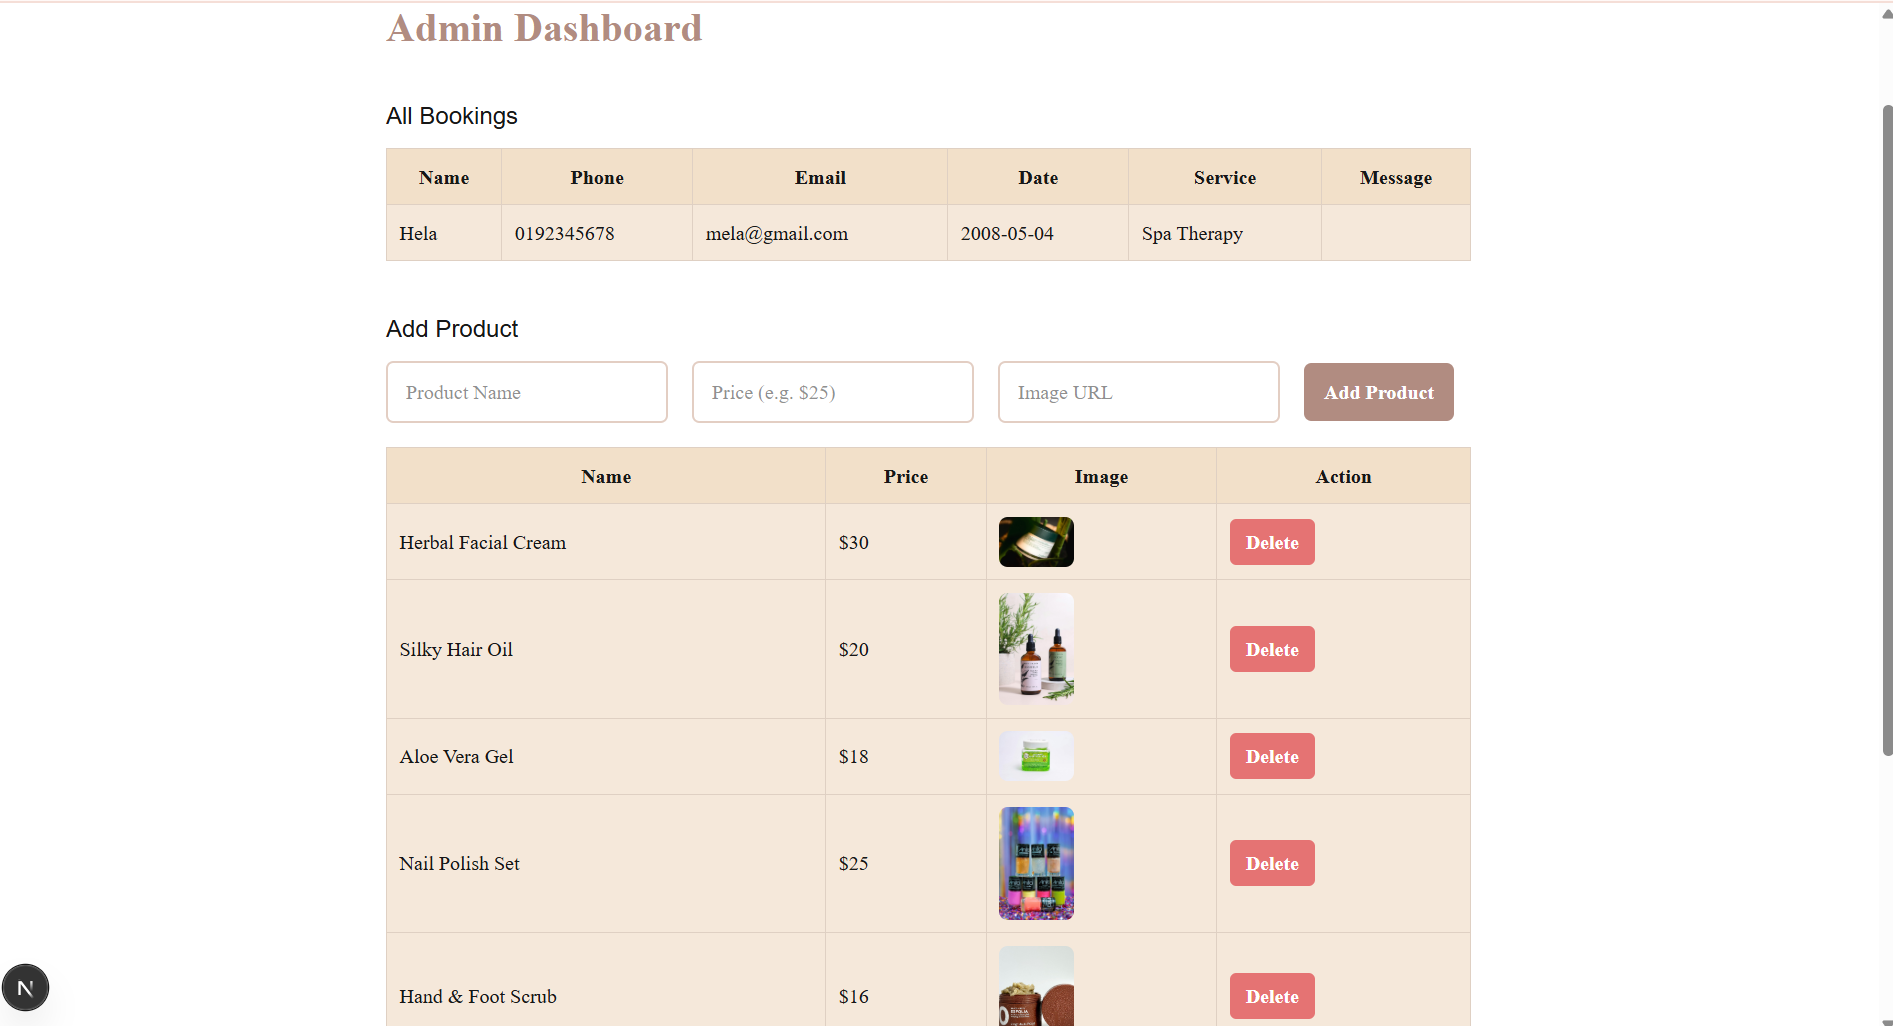 Admin Dashboard
All Bookings
Name Phone Email Date Service Message
Hela 0192345678 mela@gmail.com 2008-05-04 Spa Therapy
Add Product
Product Name Price (e.g. $25) Image URL Add Product
Name Price Image Action
Herbal Facial Cream $30 Delete
Silky Hair Oil $20 Delete
Aloe Vera Gel $18 Delete
Nail Polish Set $25 Delete
Hand & Foot Scrub $16 Delete
N